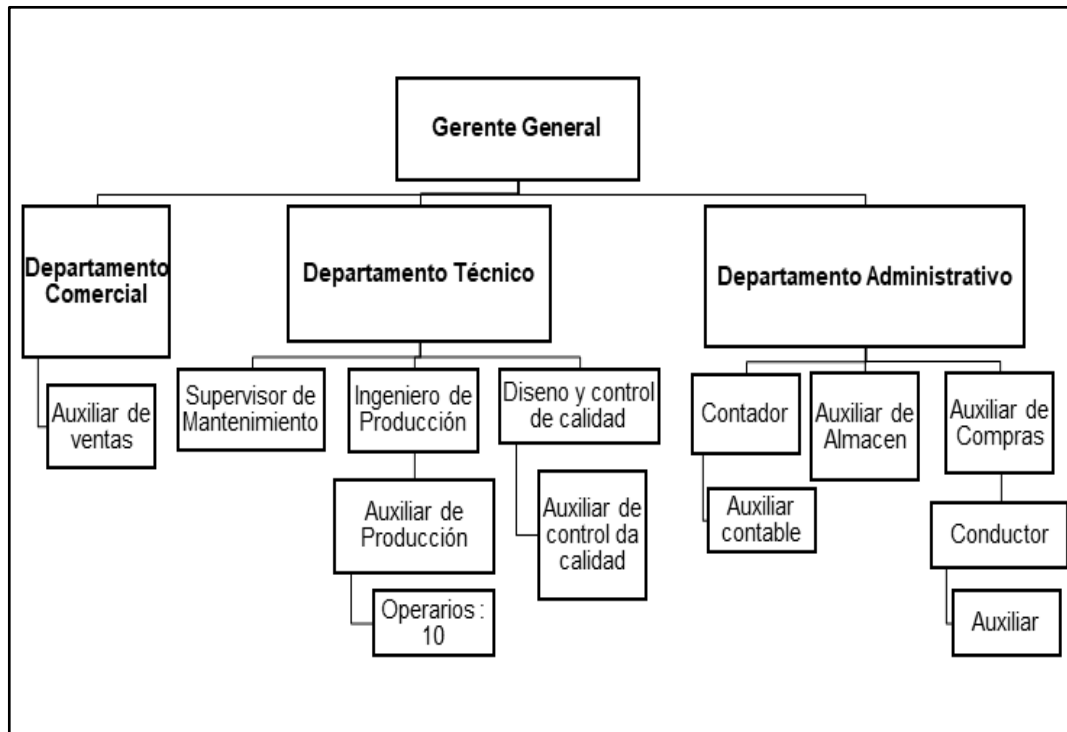 Gerente General
Departamento
Comercial
Departamento Técnico
Departamento Administrativo
Auxiliar de
ventas
Supervisor de
Mantenimiento
Ingeniero de
Producción
Diseno y control
de calidad
Contador
Auxiliar de
Almacen
Auxiliar de
Compras
Auxiliar de
Producción
Auxiliar de
control da
calidad
Auxiliar
contable
Conductor
Operarios :
10
Auxiliar